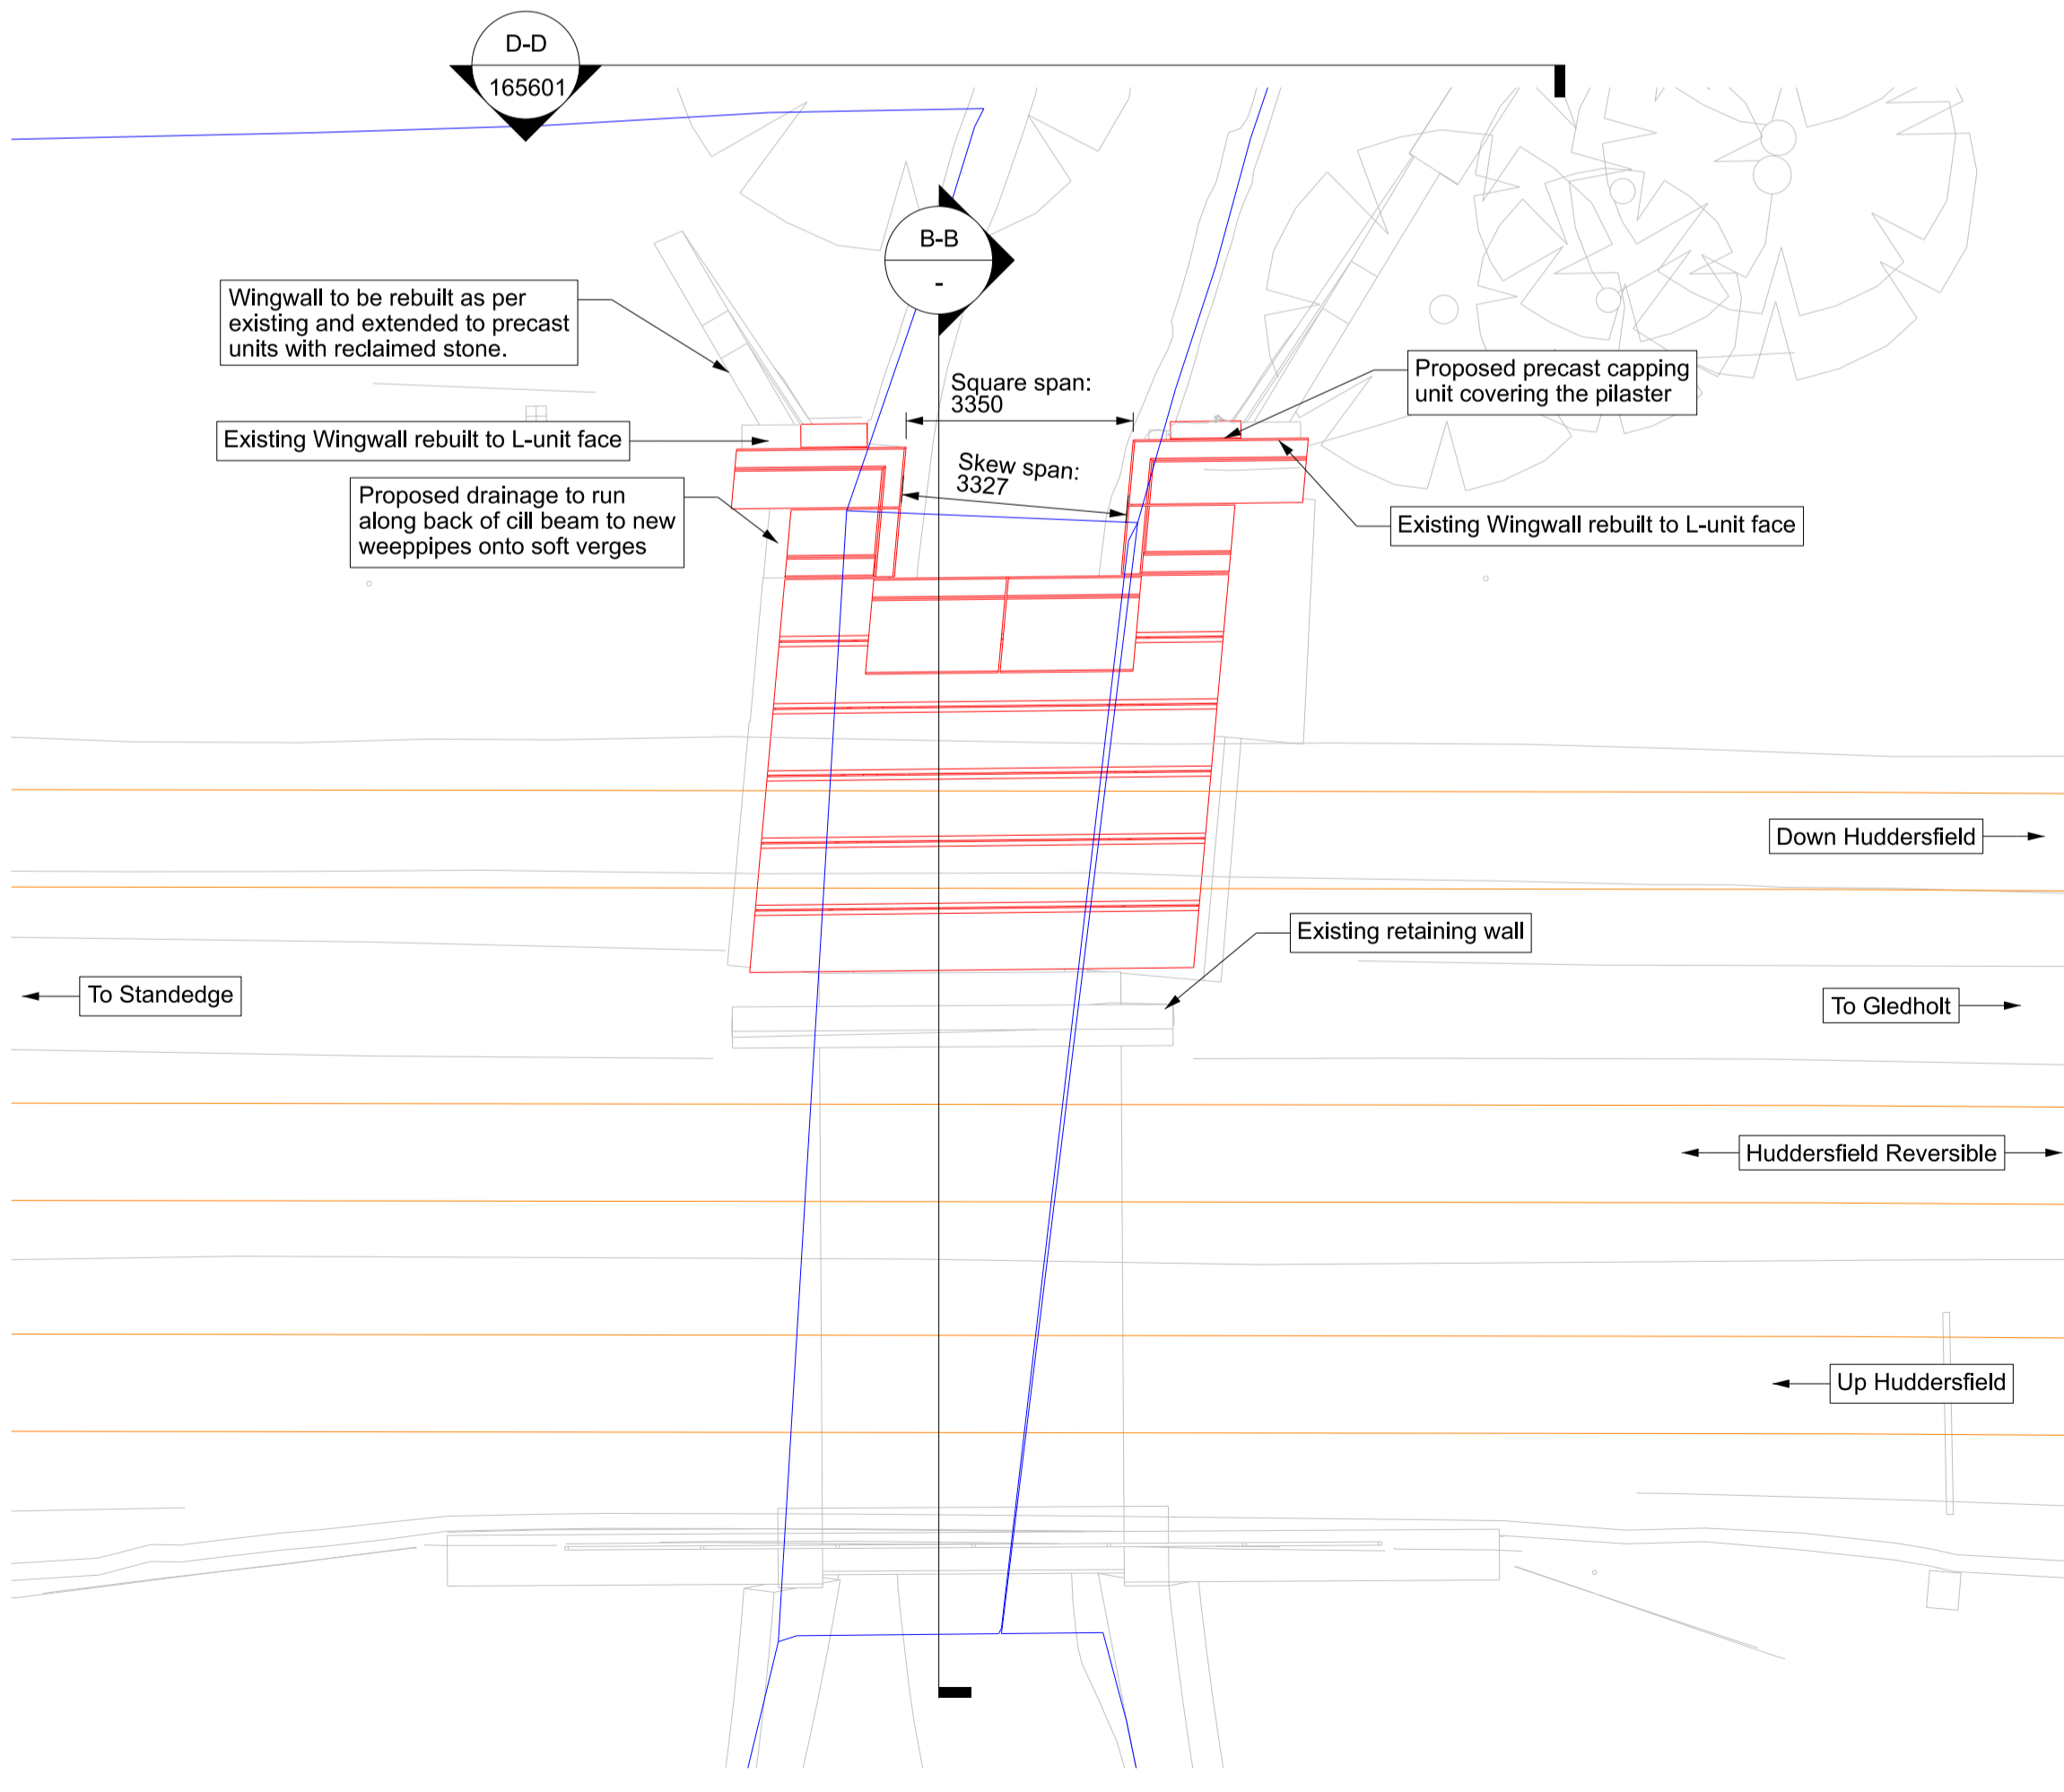 D-D
165601
B-B
-
Wingwall to be rebuilt as per
existing and extended to precast
units with reclaimed stone.
Square span:
3350
Proposed precast capping
unit covering the pilaster
Existing Wingwall rebuilt to L-unit face
Skew span:
3327
Proposed drainage to run
along back of cill beam to new
weeppipes onto soft verges
Existing Wingwall rebuilt to L-unit face
Down Huddersfield
Existing retaining wall
To Standedge
To Gledholt
Huddersfield Reversible
Up Huddersfield